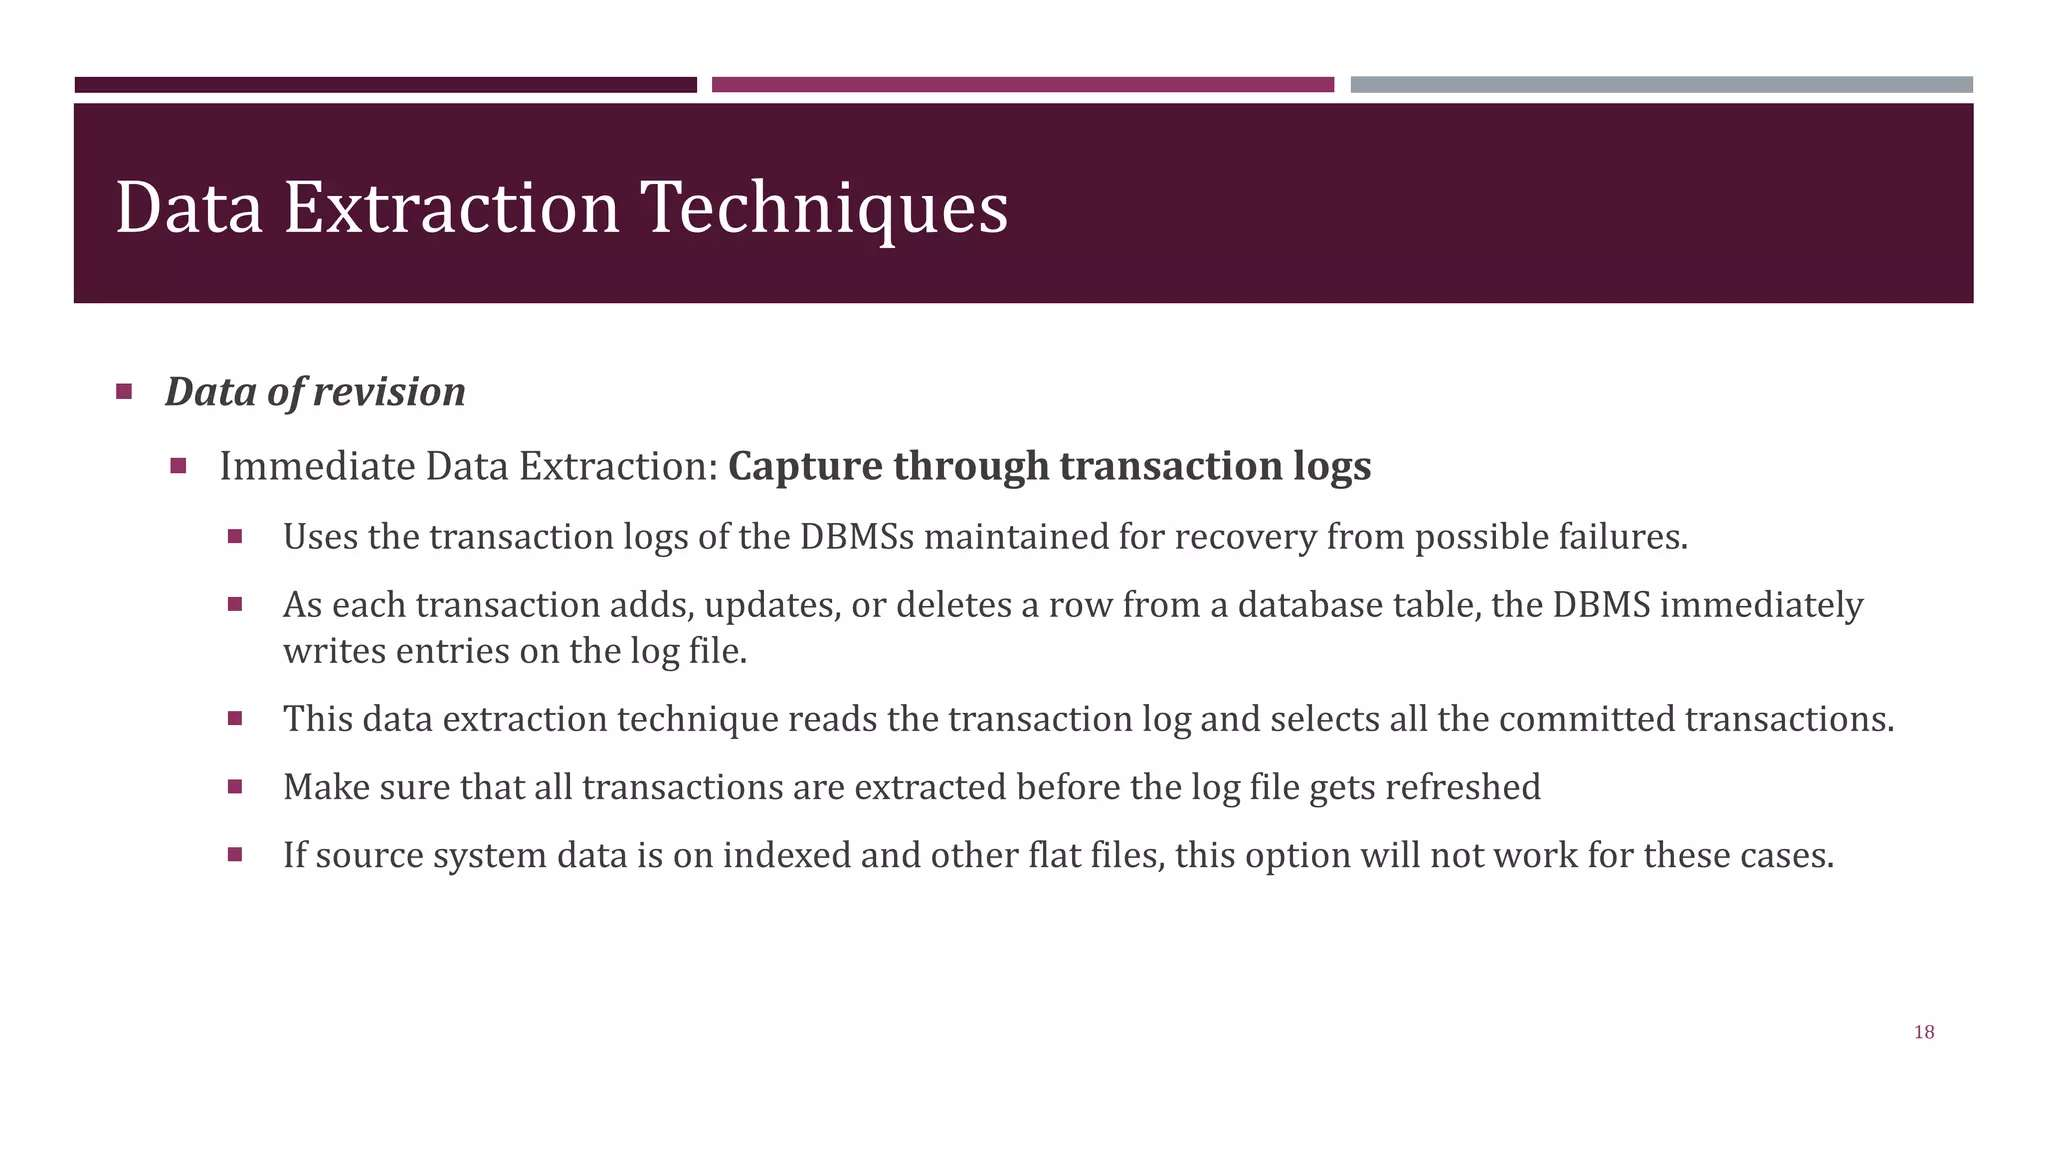 Data Extraction Techniques
Data of revision
Immediate Data Extraction: Capture through transaction logs
Uses the transaction logs of the DBMSs maintained for recovery from possible failures.
As each transaction adds, updates, or deletes a row from a database table, the DBMS immediately
writes entries on the log file.
This data extraction technique reads the transaction log and selects all the committed transactions.
Make sure that all transactions are extracted before the log file gets refreshed
If source system data is on indexed and other flat files, this option will not work for these cases.
18